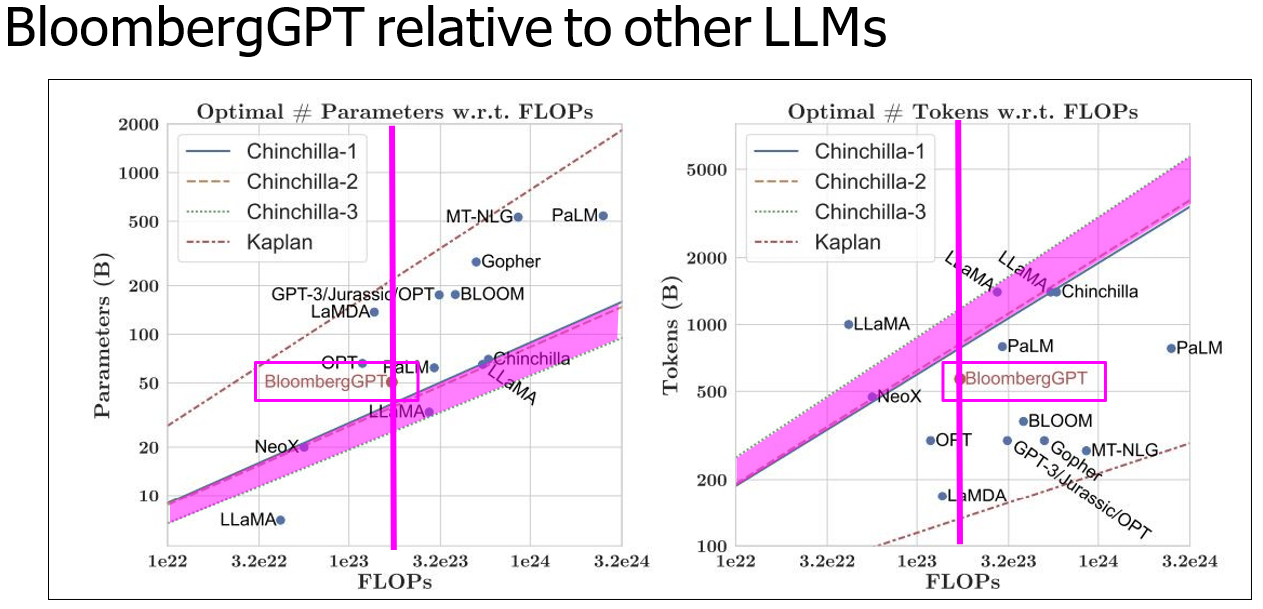 BloombergGPT relative to other LLMs
Optimal # Parameters w.r.t. FLOPs
Parameters (B)
2000
1000
500
200
100
50
20
10
Chinchilla-1
Chinchilla-2
Chinchilla-3
Kaplan
MT-NLG
PaLM
Gopher
GPT-3/Jurassic/OPT
BLOOM
LaMDA
OPT
PaLM
Chinchilla
BloombergGPT
LLaMA
LLaMA
NeoX
LLaMA
1e22
3.2e22
1e23
3.2e23
1e24
3.2e24
FLOPs
Optimal # Tokens w.r.t. FLOPs
Tokens (B)
5000
2000
1000
500
200
100
Chinchilla-1
Chinchilla-2
Chinchilla-3
Kaplan
LLaMA
LLaMA
Chinchilla
LLaMA
PaLM
PaLM
BloombergGPT
NeoX
BLOOM
OPT
GPT-3/Jurassic/OPT
Gopher
MT-NLG
LaMDA
1e22
3.2e22
1e23
3.2e23
1e24
3.2e24
FLOPs